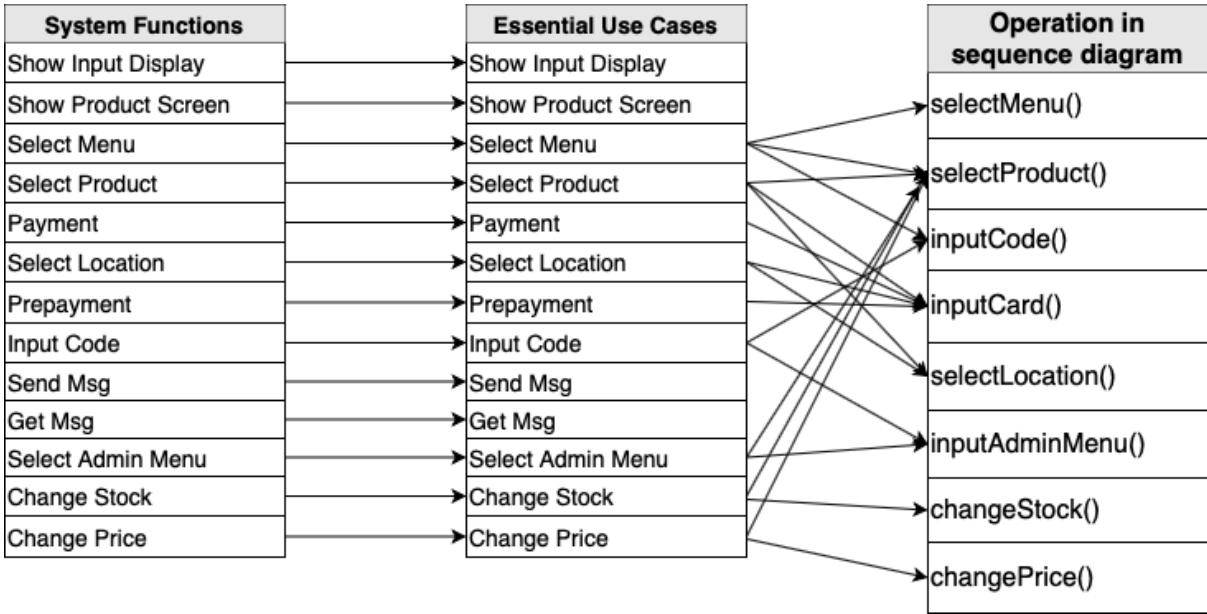 System Functions
Show Input Display
Show Product Screen
Select Menu
Select Product
Payment
Select Location
Prepayment
Input Code
Send Msg
Get Msg
Select Admin Menu
Change Stock
Change Price
Essential Use Cases
Show Input Display
Show Product Screen
Select Menu
Select Product
Payment
Select Location
Prepayment
Input Code
Send Msg
Get Msg
Select Admin Menu
Change Stock
Change Price
Operation in
sequence diagram
selectMenu()
selectProduct()
inputCode()
inputCard()
selectLocation()
inputAdminMenu()
changeStock()
changePrice()